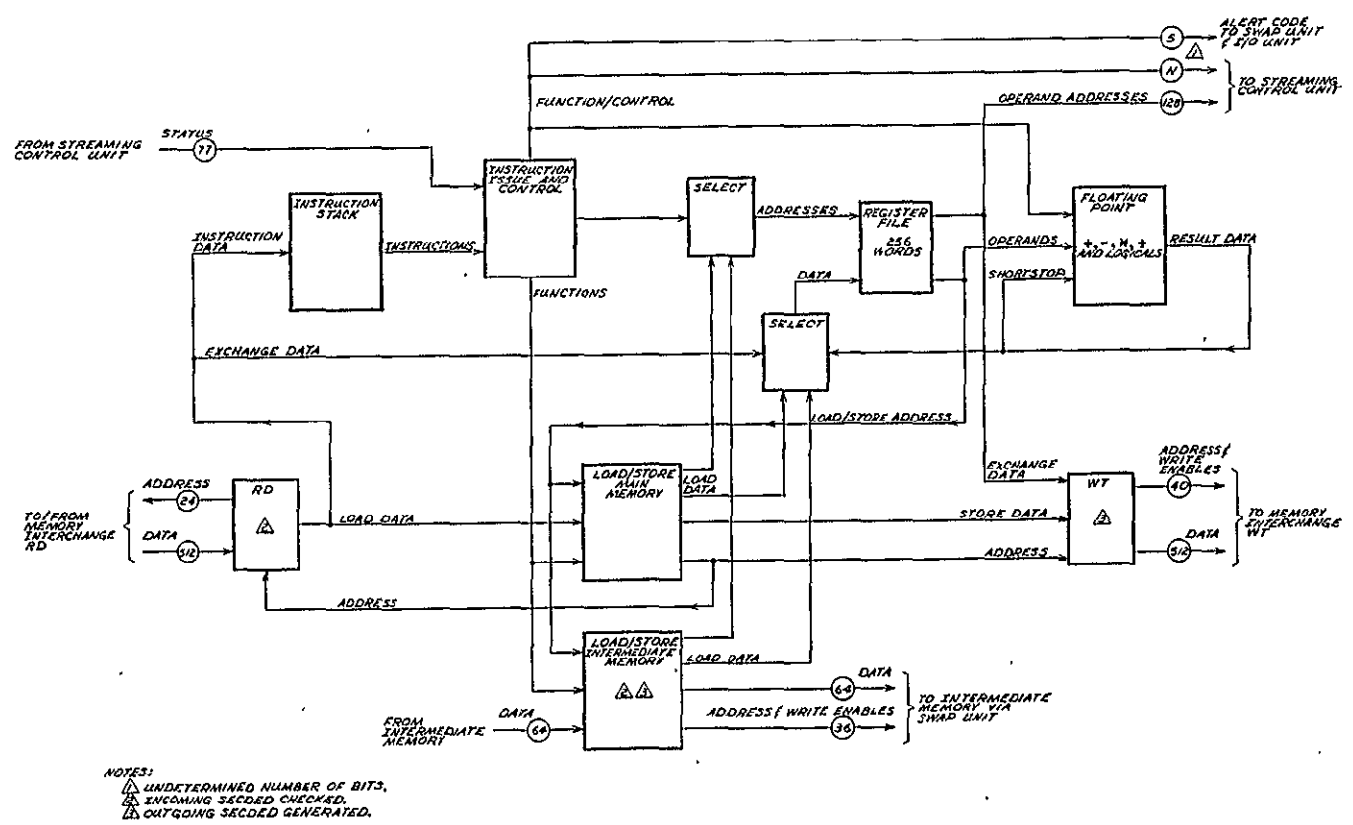 ALERT CODE
TO SWAP UNIT
& I/O UNIT
5
1
N
TO STREAMING
CONTROL UNIT
FUNCTION/CONTROL
OPERAND ADDRESSES
128
STATUS
FROM STREAMING
CONTROL UNIT
77
INSTRUCTION
ISSUE AND
CONTROL
SELECT
INSTRUCTION
STACK
ADDRESSES
REGISTER
FILE
256
WORDS
FLOATING
POINT
AND LOGICALS
INSTRUCTION
DATA
INSTRUCTIONS
OPERANDS
RESULT DATA
DATA
SHORTSTOP
FUNCTIONS
SELECT
EXCHANGE DATA
LOAD/STORE ADDRESS
ADDRESS
24
RD
2
LOAD DATA
LOAD/STORE
MAIN
MEMORY
LOAD
DATA
EXCHANGE
DATA
WT
3
ADDRESS &
WRITE
ENABLES
40
TO/FROM
MEMORY
INTERCHANGE
RD
DATA
512
STORE DATA
TO MEMORY
INTERCHANGE
WT
DATA
512
ADDRESS
ADDRESS
LOAD/STORE
INTERMEDIATE
MEMORY
2 3
LOAD DATA
DATA
64
TO INTERMEDIATE
MEMORY VIA
SWAP UNIT
ADDRESS & WRITE ENABLES
36
FROM
INTERMEDIATE
MEMORY
DATA
64
NOTES:
1 UNDETERMINED NUMBER OF BITS.
2 INCOMING SECDED CHECKED.
3 OUTGOING SECDED GENERATED.